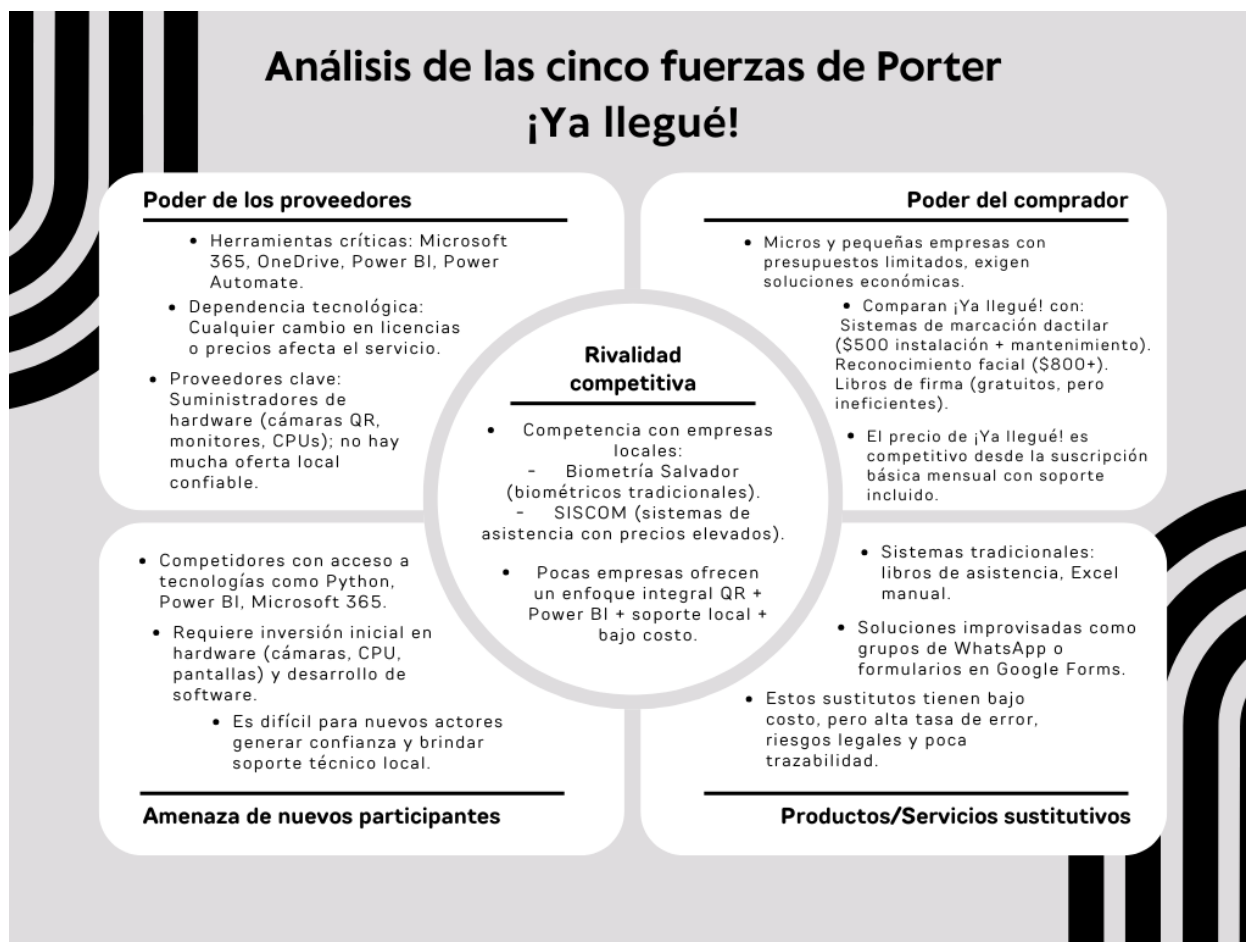 Análisis de las cinco fuerzas de Porter
¡Ya llegué!
Poder de los proveedores
• Herramientas críticas: Microsoft
365, OneDrive, Power BI, Power
Automate.
• Dependencia tecnológica:
Cualquier cambio en licencias
o precios afecta el servicio.
• Proveedores clave:
Suministradores de
hardware (cámaras QR,
monitores, CPUs); no hay
mucha oferta local
confiable.
Poder del comprador
• Micros y pequeñas empresas con
presupuestos limitados, exigen
soluciones económicas.
• Comparan ¡Ya llegué! con:
Sistemas de marcación dactilar
($500 instalación + mantenimiento).
Reconocimiento facial ($800+).
Libros de firma (gratuitos, pero
ineficientes).
• El precio de ¡Ya llegué! es
competitivo desde la suscripción
básica mensual con soporte
incluido.
Rivalidad
competitiva
• Competencia con empresas
locales:
- Biometría Salvador
(biométricos tradicionales).
- SISCOM (sistemas de
asistencia con precios elevados).
• Pocas empresas ofrecen
un enfoque integral QR +
Power BI + soporte local +
bajo costo.
• Competidores con acceso a
tecnologías como Python,
Power BI, Microsoft 365.
• Requiere inversión inicial en
hardware (cámaras, CPU,
pantallas) y desarrollo de
software.
• Es difícil para nuevos actores
generar confianza y brindar
soporte técnico local.
Amenaza de nuevos participantes
• Sistemas tradicionales:
libros de asistencia, Excel
manual.
• Soluciones improvisadas como
grupos de WhatsApp o
formularios en Google Forms.
• Estos sustitutos tienen bajo
costo, pero alta tasa de error,
riesgos legales y poca
trazabilidad.
Productos/Servicios sustitutivos